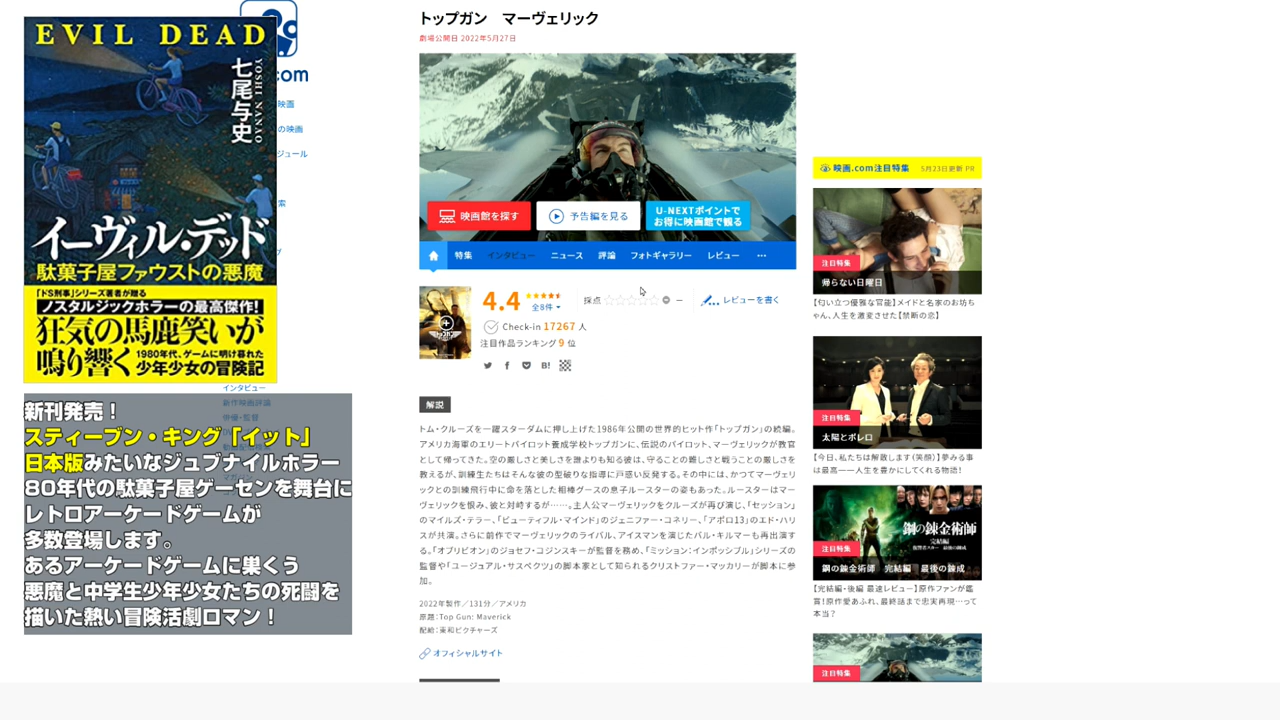 EVIL DEAD
七尾与史
YOSHI NANAO
イーヴィル・デッド
駄菓子屋ファウストの悪魔
「ドS刑事」シリーズ著者が贈る
ノスタルジックホラーの最高傑作!
狂気の馬鹿笑いが
鳴り響く
1980年代、ゲームに明け暮れた
少年少女の冒険記
.com
映画
の映画
ジュール
索
インタビュー
新作映画評論
俳優・監督
新刊発売!
スティーブン・キング「イット」
日本版みたいなジュブナイルホラー
80年代の駄菓子屋ゲーセンを舞台に
レトロアーケードゲームが
多数登場します。
あるアーケードゲームに巣くう
悪魔と中学生少年少女たちの死闘を
描いた熱い冒険活劇ロマン!
トップガン マーヴェリック
劇場公開日 2022年5月27日
映画館を探す
予告編を見る
U-NEXTポイントで
お得に映画館で観る
特集 インタビュー ニュース 評論 フォトギャラリー レビュー …
4.4
全8件
採点
–
レビューを書く
Check-in 17267 人
注目作品ランキング 9 位
B!
解説
トム・クルーズを一躍スターダムに押し上げた1986年公開の世界的ヒット作「トップガン」の続編。
アメリカ海軍のエリートパイロット養成学校トップガンに、伝説のパイロット、マーヴェリックが教官
として帰ってきた。空の厳しさと美しさを誰よりも知る彼は、守ることの難しさと戦うことの厳しさを
教えるが、訓練生たちはそんな彼の型破りな指導に戸惑い反発する。その中には、かつてマーヴェリ
ックとの訓練飛行中に命を落とした相棒グースの息子ルースターの姿もあった。ルースターはマー
ヴェリックを恨み、彼と対峙するが……。主人公マーヴェリックをクルーズが再び演じ、「セッション」
のマイルズ・テラー、「ビューティフル・マインド」のジェニファー・コネリー、「アポロ13」のエド・ハリ
スが共演。さらに前作でマーヴェリックのライバル、アイスマンを演じたバル・キルマーも再出演す
る。「オブリビオン」のジョセフ・コジンスキーが監督を務め、「ミッション:インポッシブル」シリーズの
監督や「ユージュアル・サスペクツ」の脚本家として知られるクリストファー・マッカリーが脚本に参
加。
2022年製作/131分/アメリカ
原題:Top Gun: Maverick
配給:東和ピクチャーズ
オフィシャルサイト
映画.com注目特集 5月23日更新 PR
注目特集
帰らない日曜日
【匂い立つ優雅な官能】メイドと名家のお坊ち
ゃん、人生を激変させた【禁断の恋】
注目特集
太陽とボレロ
【今日、私たちは解散します(笑顔)】夢みる事
は最高——人生を豊かにしてくれる物語!
鋼の錬金術師
完結編
復讐者スカー 最後の錬成
注目特集
鋼の錬金術師 完結編 最後の錬成
【完結編・後編 最速レビュー】原作ファンが鑑
賞!原作愛あふれ、最終話まで忠実再現…って
本当?
注目特集